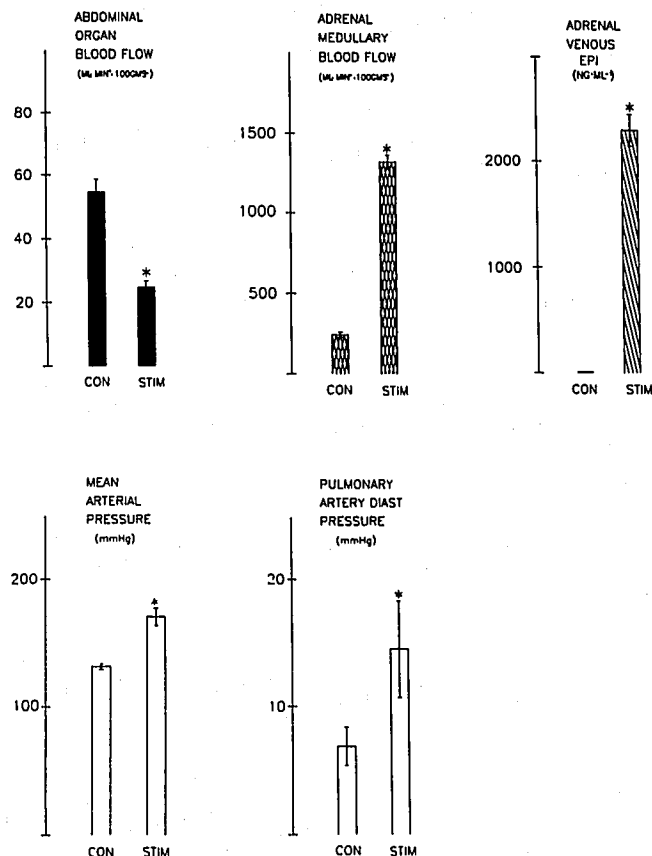 ABDOMINAL
ORGAN
BLOOD FLOW
80
60
40
20
*
CON STIM
ADRENAL
MEDULLARY
BLOOD FLOW
1500
1000
500
*
CON STIM
ADRENAL
VENOUS
EPI
(NG·ML⁻¹)
2000
1000
*
CON STIM
MEAN
ARTERIAL
PRESSURE
(mmHg)
200
100
*
CON STIM
PULMONARY
ARTERY DIAST
PRESSURE
(mmHg)
20
10
*
CON STIM